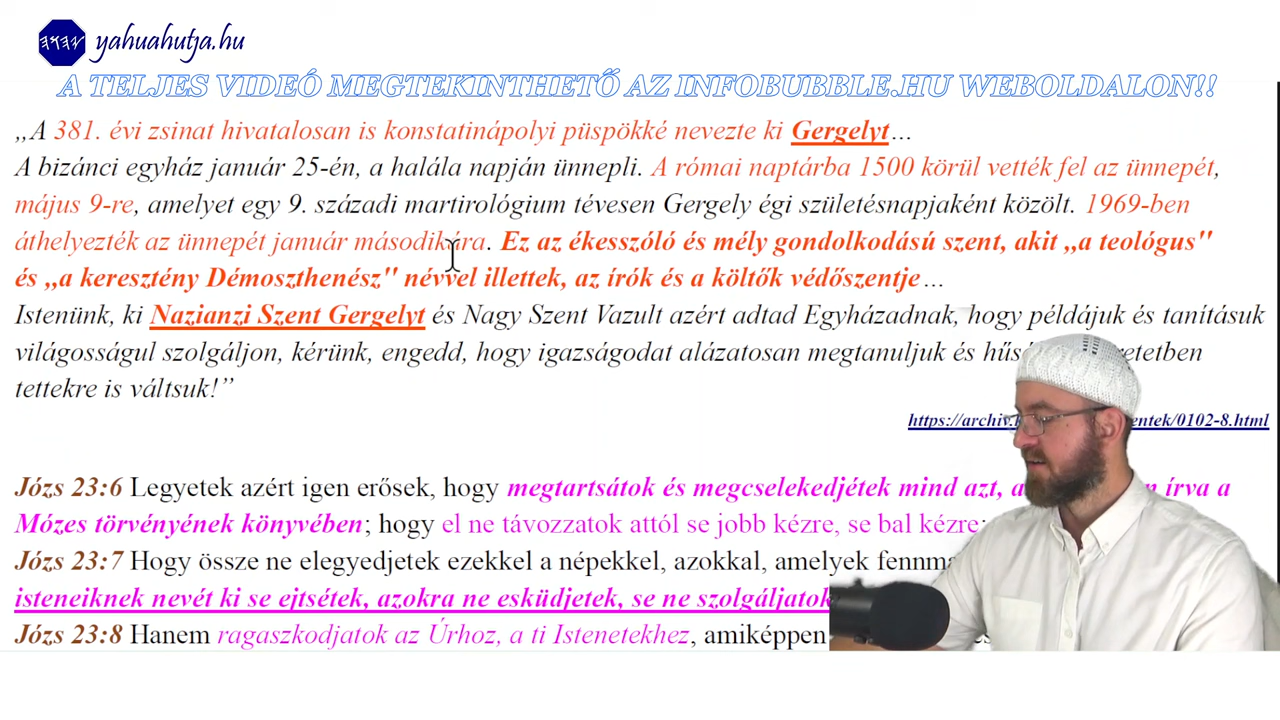 yahuahutja.hu
A TELJES VIDEÓ MEGTEKINTHETŐ AZ INFOBUBBLE.HU WEBOLDALON!!
„A 381. évi zsinat hivatalosan is konstatinápolyi püspökké nevezte ki Gergelyt…
A bizánci egyház január 25-én, a halála napján ünnepli. A római naptárba 1500 körül vették fel az ünnepét,
május 9-re, amelyet egy 9. századi martirológium tévesen Gergely égi születésnapjaként közölt. 1969-ben
áthelyezték az ünnepét január másodikára. Ez az ékesszóló és mély gondolkodású szent, akit „a teológus"
és „a keresztény Démoszthenész" névvel illettek, az írók és a költők védőszentje…
Istenünk, ki Nazianzi Szent Gergelyt és Nagy Szent Vazult azért adtad Egyházadnak, hogy példájuk és tanításuk
világosságul szolgáljon, kérünk, engedd, hogy igazságodat alázatosan megtanuljuk és
tettekre is váltsuk!”
Józs 23:6 Legyetek azért igen erősek, hogy megtartsátok és megcselekedjétek mind azt, írva a
Mózes törvényének könyvében; hogy el ne távozzatok attól se jobb kézre, se bal kézre;
Józs 23:7 Hogy össze ne elegyedjetek ezekkel a népekkel, azokkal, amelyek
isteneiknek nevét ki se ejtsétek, azokra ne esküdjetek, se ne szolgáljatok
Józs 23:8 Hanem ragaszkodjatok az Úrhoz, a ti Istenetekhez, amiképpen